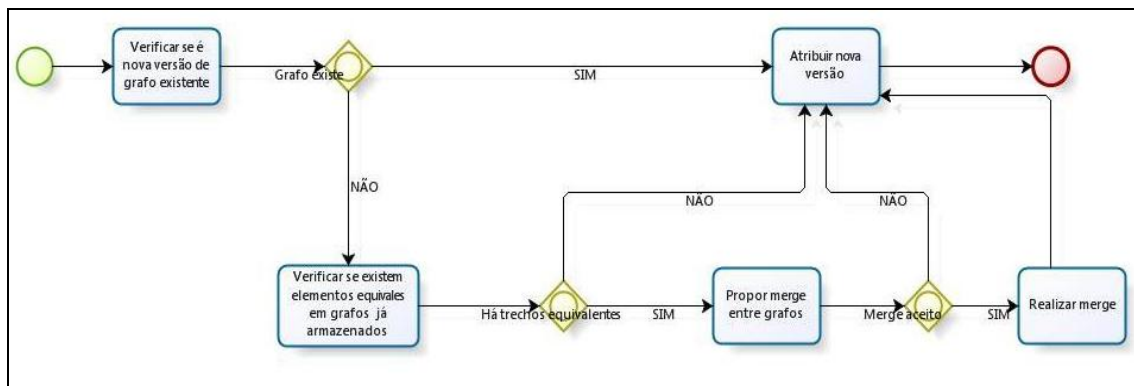 Verificar se é
nova versão de
grafo existente
Grafo existe
SIM
Atribuir nova
versão
NÃO
NÃO
NÃO
Verificar se existem
elementos equivales
em grafos já
armazenados
Há trechos equivalentes
SIM
Propor merge
entre grafos
Merge aceito
SIM
Realizar merge